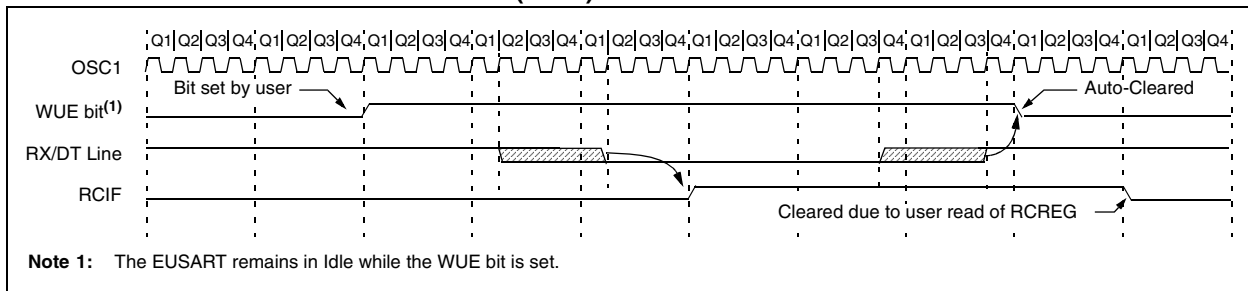 Q1 Q2 Q3 Q4 Q1 Q2 Q3 Q4 Q1 Q2 Q3 Q4 Q1 Q2 Q3 Q4 Q1 Q2 Q3 Q4 Q1 Q2 Q3 Q4 Q1 Q2 Q3 Q4 Q1 Q2 Q3 Q4 Q1 Q2 Q3 Q4 Q1 Q2 Q3 Q4
OSC1
Bit set by user
Auto-Cleared
WUE bit(1)
RX/DT Line
RCIF
Cleared due to user read of RCREG
Note 1: The EUSART remains in Idle while the WUE bit is set.